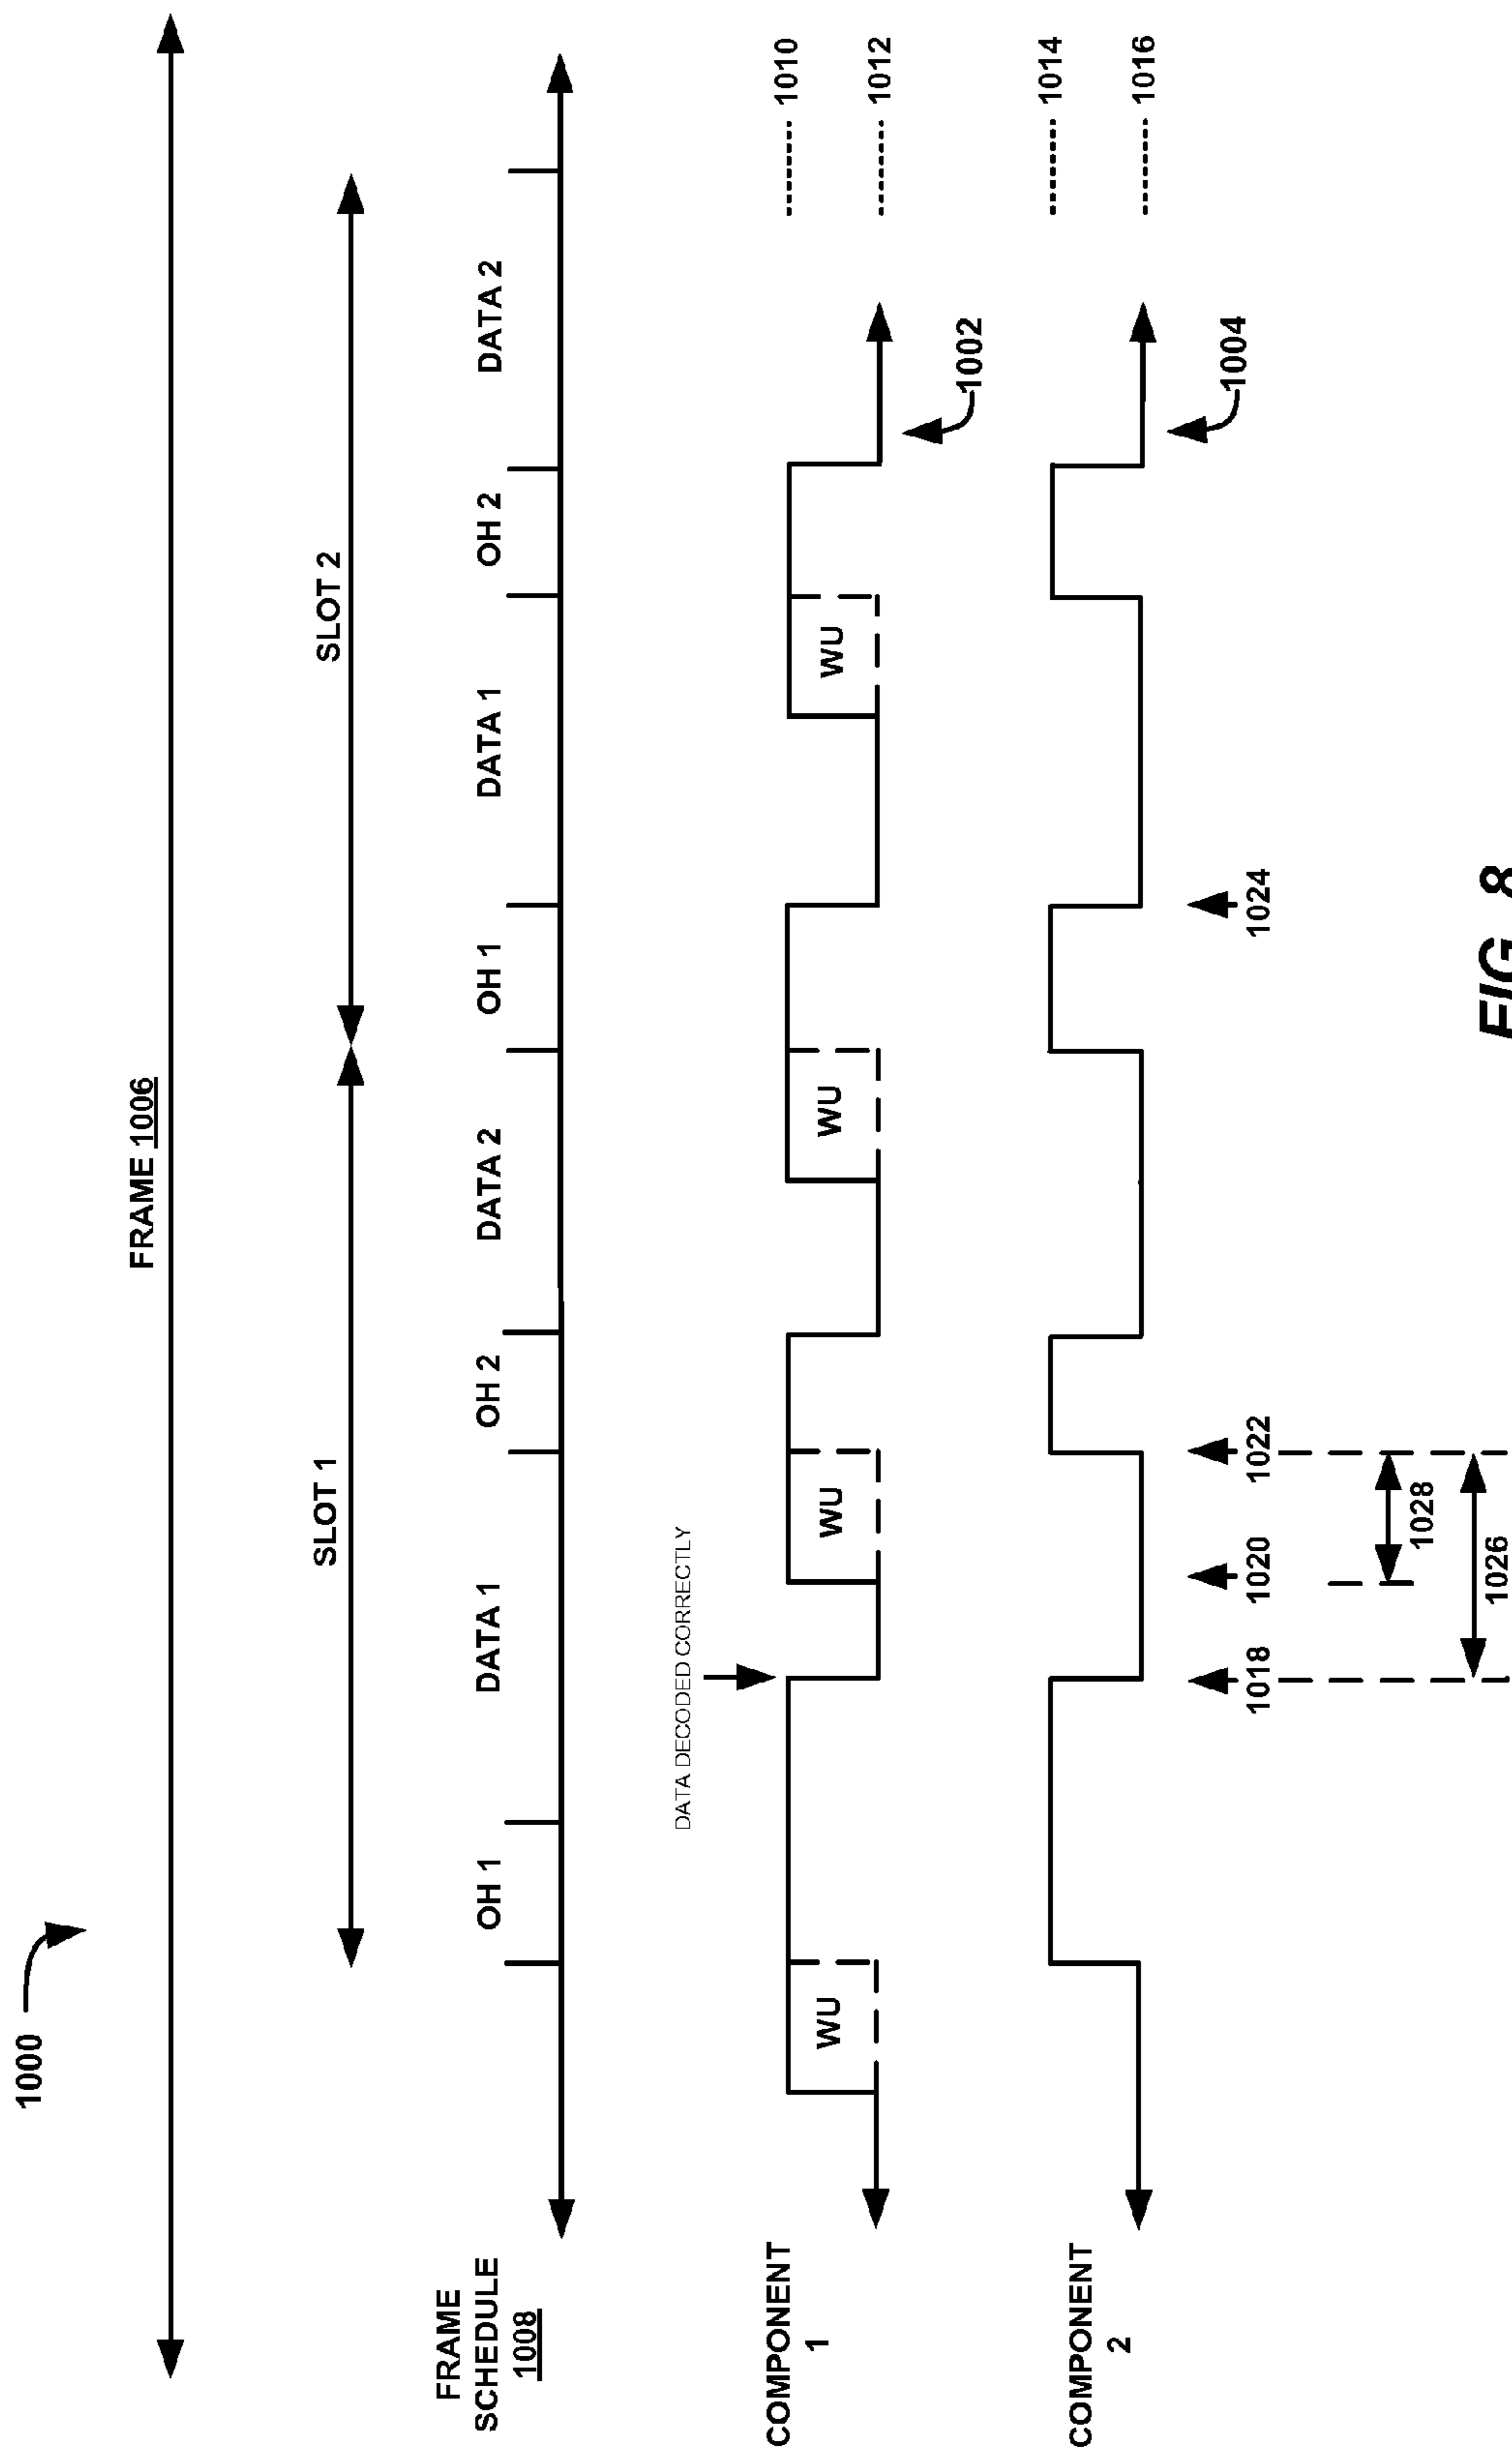 1000
FRAME 1006
SLOT 1
SLOT 2
FRAME
SCHEDULE
1008
OH 1
DATA 1
OH 2
DATA 2
OH 1
DATA 1
OH 2
DATA 2
DATA DECODED CORRECTLY
COMPONENT
1
WU
WU
WU
WU
1010
1012
1002
COMPONENT
2
1014
1016
1004
1018
1020
1022
1024
1028
1026
FIG. 8